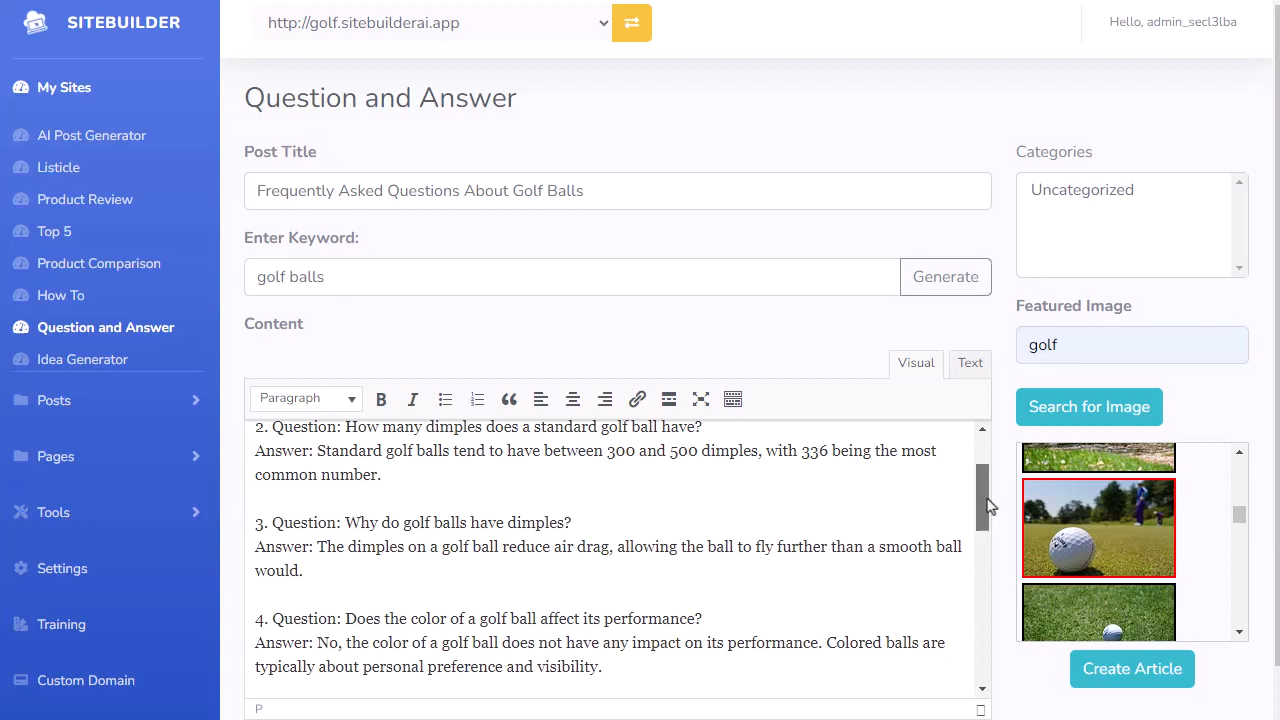 SITEBUILDER
http://golf.sitebuilderai.app
Hello, admin_secl3lba
My Sites
AI Post Generator
Listicle
Product Review
Top 5
Product Comparison
How To
Question and Answer
Idea Generator
Posts
Pages
Tools
Settings
Training
Custom Domain
Question and Answer
Post Title
Frequently Asked Questions About Golf Balls
Enter Keyword:
golf balls
Generate
Content
Visual
Text
Paragraph
B
I
2. Question: How many dimples does a standard golf ball have?
Answer: Standard golf balls tend to have between 300 and 500 dimples, with 336 being the most
common number.
3. Question: Why do golf balls have dimples?
Answer: The dimples on a golf ball reduce air drag, allowing the ball to fly further than a smooth ball
would.
4. Question: Does the color of a golf ball affect its performance?
Answer: No, the color of a golf ball does not have any impact on its performance. Colored balls are
typically about personal preference and visibility.
P
Categories
Uncategorized
Featured Image
golf
Search for Image
Create Article